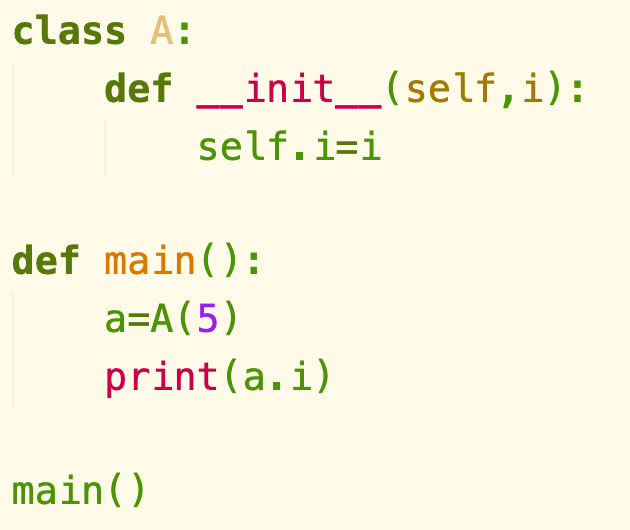 class A:
    def __init__(self,i):
        self.i=i

def main():
    a=A(5)
    print(a.i)

main()